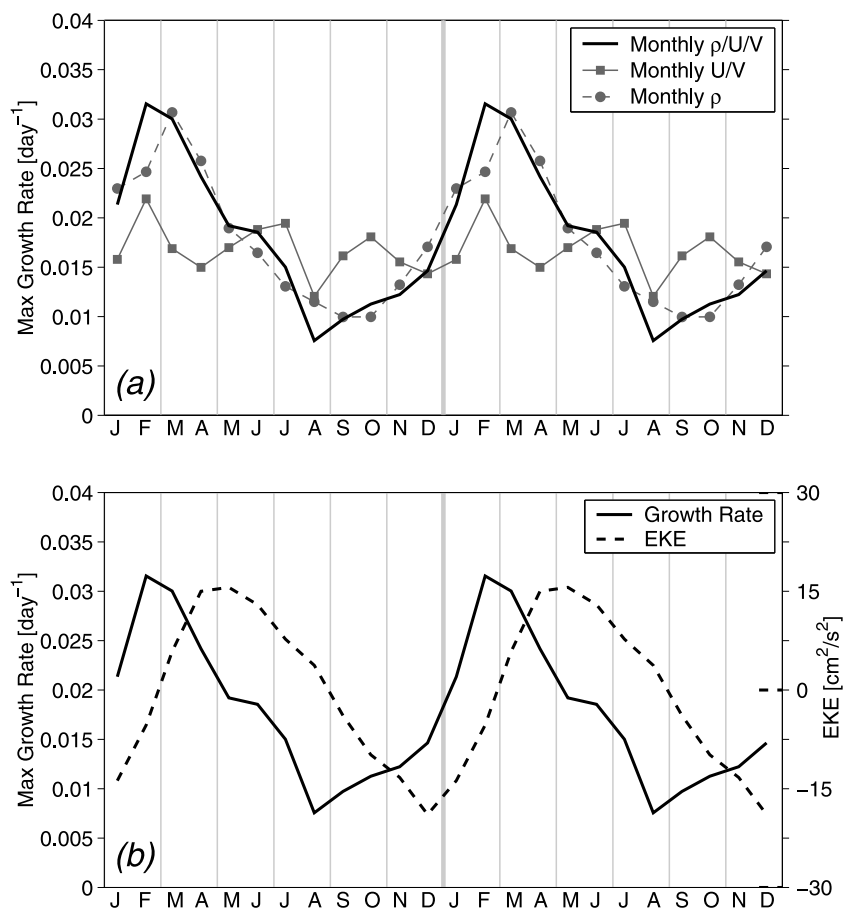 0.04
0.035
0.03
0.025
0.02
0.015
0.01
0.005
0
Max Growth Rate [day⁻¹]
Monthly ρ/U/V
Monthly U/V
Monthly ρ
(a)
J F M A M J J A S O N D J F M A M J J A S O N D
0.04
0.035
0.03
0.025
0.02
0.015
0.01
0.005
0
Max Growth Rate [day⁻¹]
Growth Rate
EKE
30
15
0
−15
−30
EKE [cm²/s²]
(b)
J F M A M J J A S O N D J F M A M J J A S O N D